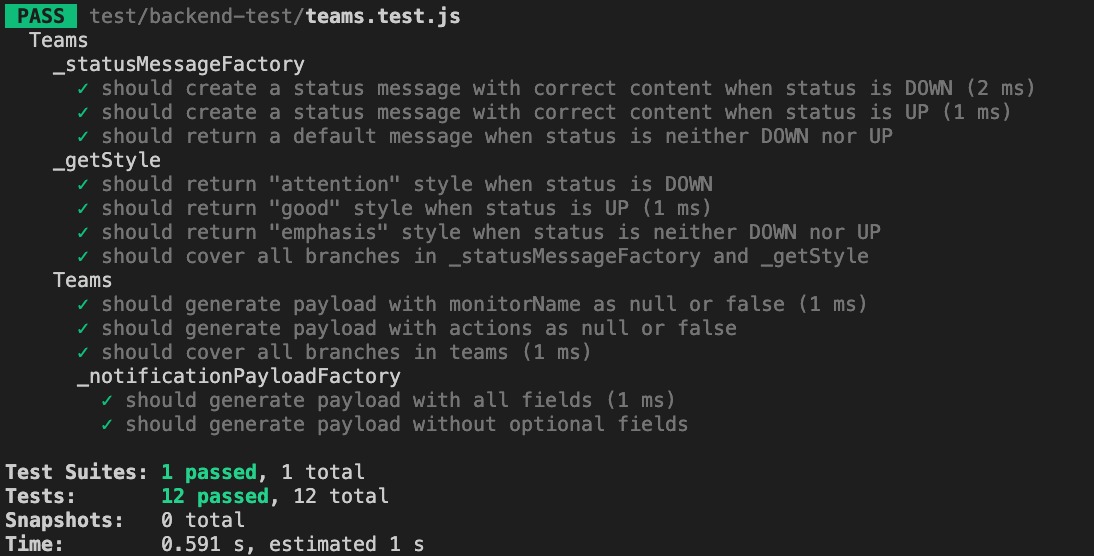 PASS test/backend-test/teams.test.js
Teams
_statusMessageFactory
✓ should create a status message with correct content when status is DOWN (2 ms)
✓ should create a status message with correct content when status is UP (1 ms)
✓ should return a default message when status is neither DOWN nor UP
_getStyle
✓ should return "attention" style when status is DOWN
✓ should return "good" style when status is UP (1 ms)
✓ should return "emphasis" style when status is neither DOWN nor UP
✓ should cover all branches in _statusMessageFactory and _getStyle
Teams
✓ should generate payload with monitorName as null or false (1 ms)
✓ should generate payload with actions as null or false
✓ should cover all branches in teams (1 ms)
_notificationPayloadFactory
✓ should generate payload with all fields (1 ms)
✓ should generate payload without optional fields
Test Suites: 1 passed, 1 total
Tests: 12 passed, 12 total
Snapshots: 0 total
Time: 0.591 s, estimated 1 s